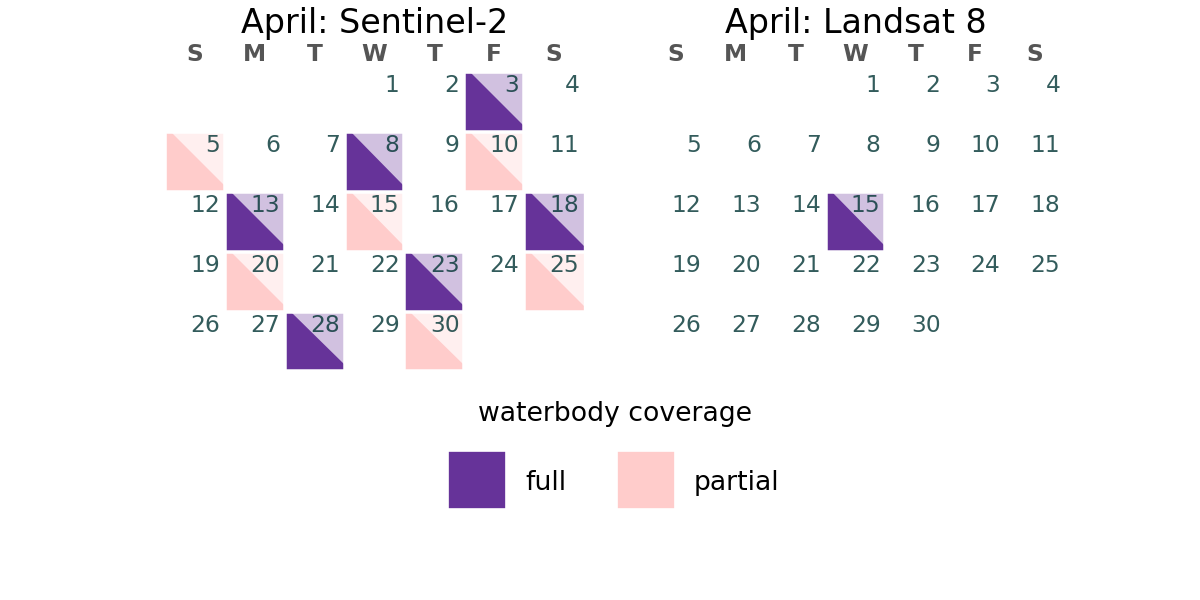 April: Sentinel-2
S M T W T F S
1 2 3 4
5 6 7 8 9 10 11
12 13 14 15 16 17 18
19 20 21 22 23 24 25
26 27 28 29 30
April: Landsat 8
S M T W T F S
1 2 3 4
5 6 7 8 9 10 11
12 13 14 15 16 17 18
19 20 21 22 23 24 25
26 27 28 29 30
waterbody coverage
full partial